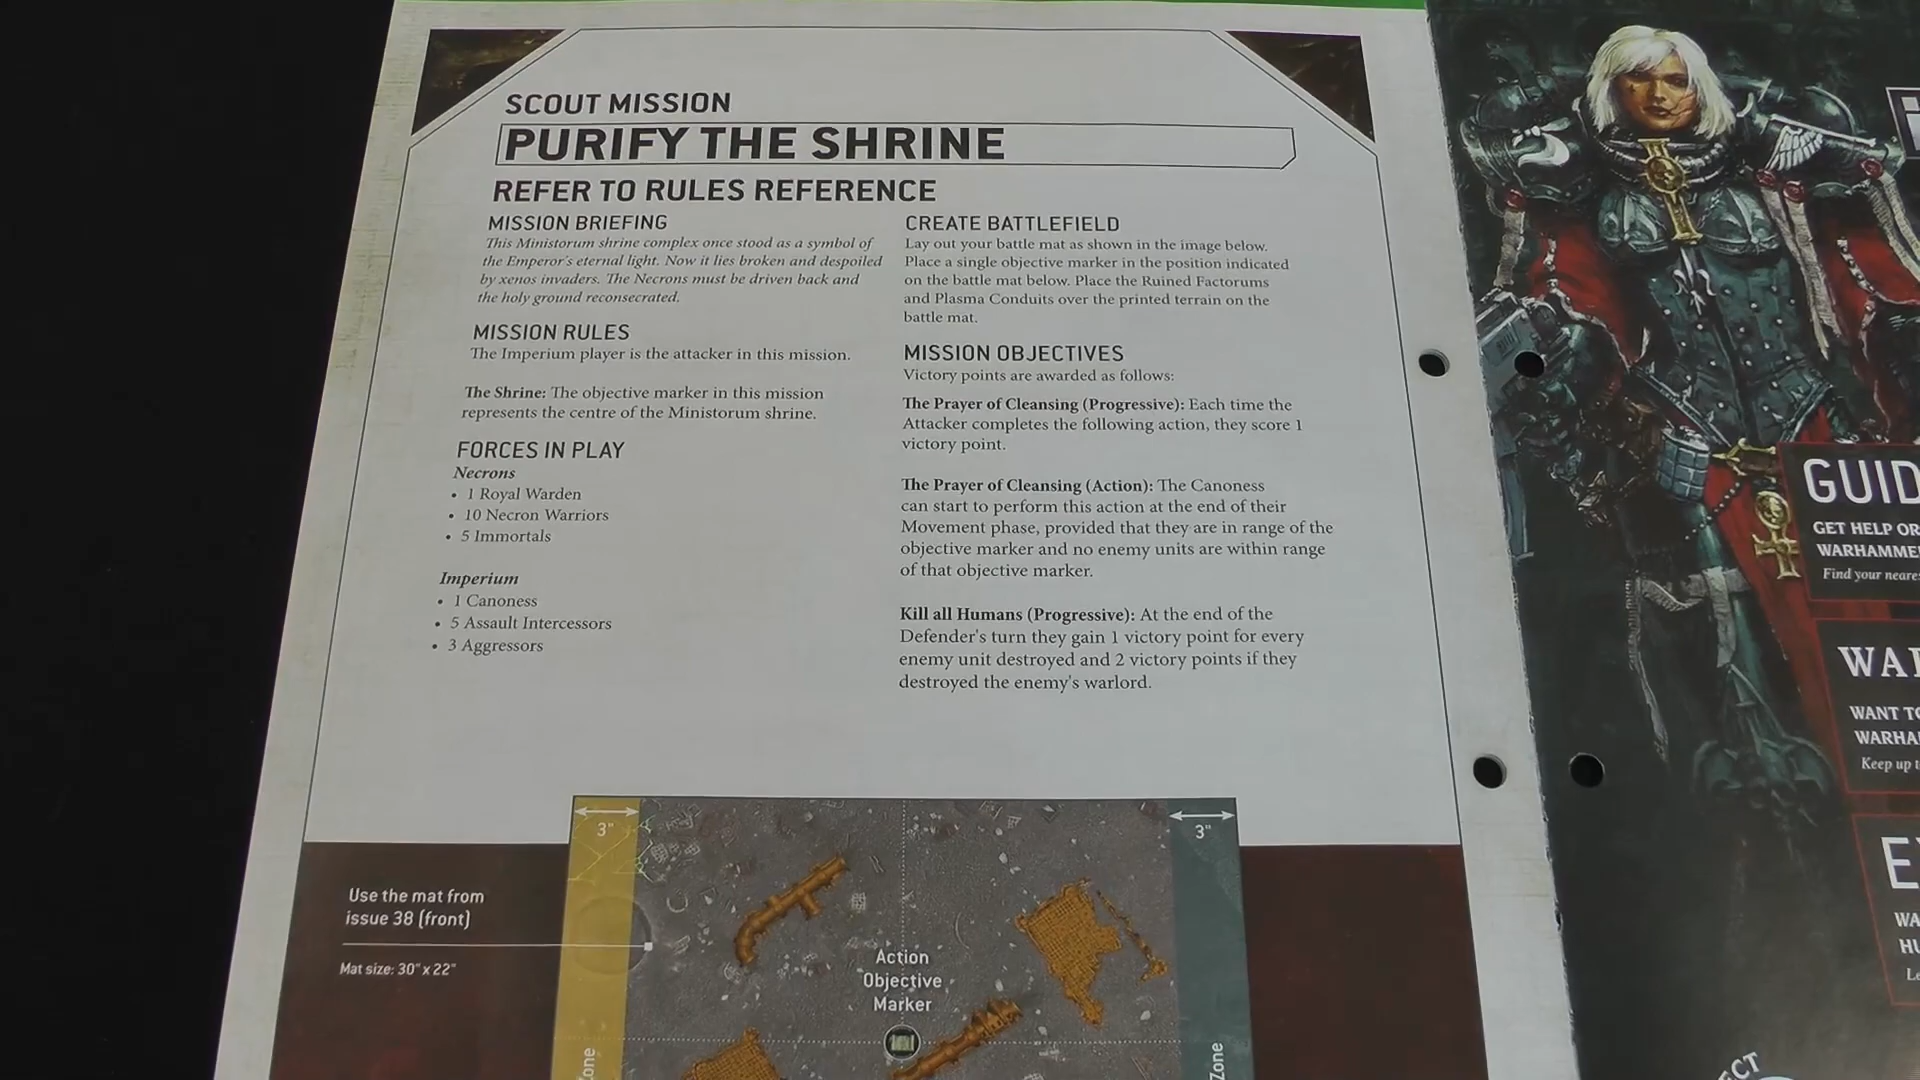 SCOUT MISSION
PURIFY THE SHRINE
REFER TO RULES REFERENCE
MISSION BRIEFING
This Ministorum shrine complex once stood as a symbol of
the Emperor's eternal light. Now it lies broken and despoiled
by xenos invaders. The Necrons must be driven back and
the holy ground reconsecrated.
MISSION RULES
The Imperium player is the attacker in this mission.
The Shrine: The objective marker in this mission
represents the centre of the Ministorum shrine.
FORCES IN PLAY
Necrons
• 1 Royal Warden
• 10 Necron Warriors
• 5 Immortals
Imperium
• 1 Canoness
• 5 Assault Intercessors
• 3 Aggressors
CREATE BATTLEFIELD
Lay out your battle mat as shown in the image below.
Place a single objective marker in the position indicated
on the battle mat below. Place the Ruined Factorums
and Plasma Conduits over the printed terrain on the
battle mat.
MISSION OBJECTIVES
Victory points are awarded as follows:
The Prayer of Cleansing (Progressive): Each time the
Attacker completes the following action, they score 1
victory point.
The Prayer of Cleansing (Action): The Canoness
can start to perform this action at the end of their
Movement phase, provided that they are in range of the
objective marker and no enemy units are within range
of that objective marker.
Kill all Humans (Progressive): At the end of the
Defender's turn they gain 1 victory point for every
enemy unit destroyed and 2 victory points if they
destroyed the enemy's warlord.
3"
3"
Use the mat from
issue 38 (front)
Mat size: 30" x 22"
Action
Objective
Marker
Zone
GUID
GET HELP OR
WARHAMME
Find your neare
WAR
WANT TO
WARHA
Keep up t
WA
HU
Le